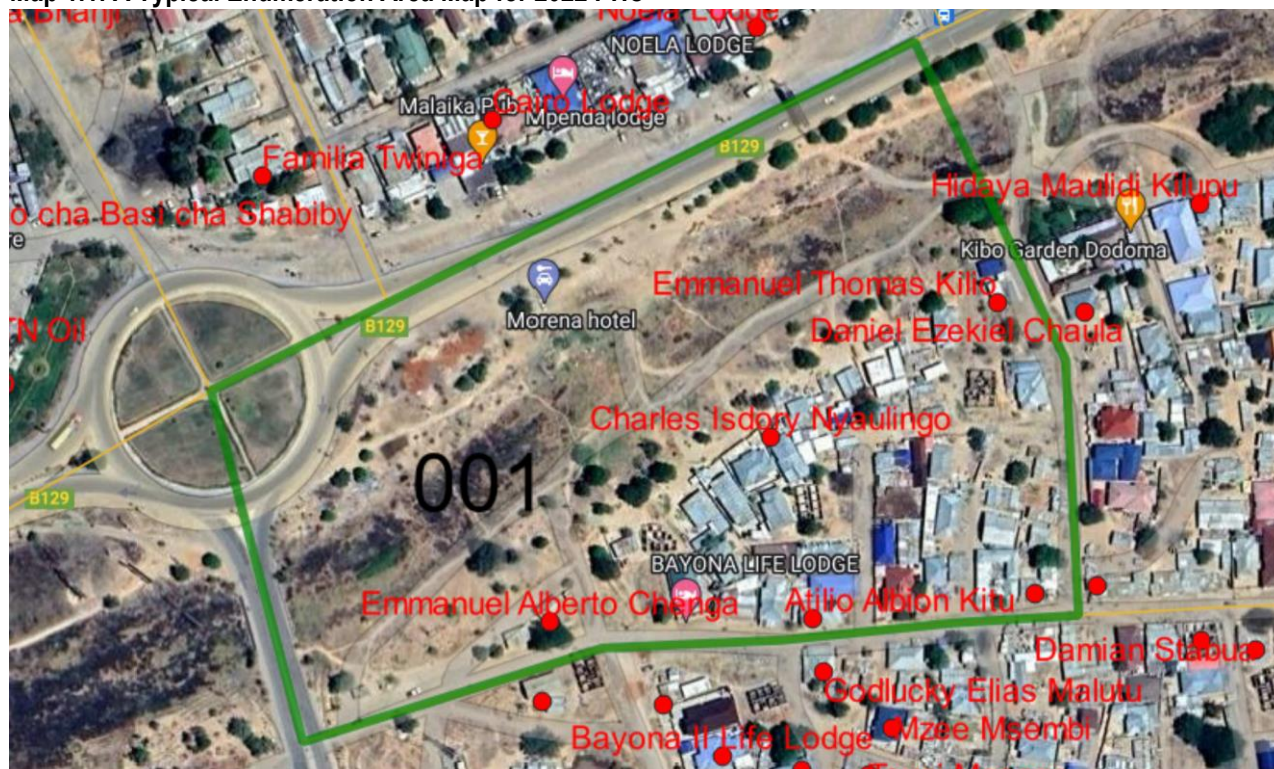 a Bhanji
Noela Lodge
NOELA LODGE
Malaika Pub
Cairo Lodge
Mpenda lodge
B129
Familia Twiniga
Hidaya Maulidi Kilupu
o cha Basi cha Shabiby
re
Kibo Garden Dodoma
Emmanuel Thomas Kilio
Morena hotel
B129
Daniel Ezekiel Chaula
N Oil
Charles Isdory Nyaulingo
001
B129
BAYONA LIFE LODGE
Emmanuel Alberto Chenga
Atilio Albion Kitu
Damian Stabua
Godlucky Elias Malutu
Mzee Msembi
Bayona II Life Lodge